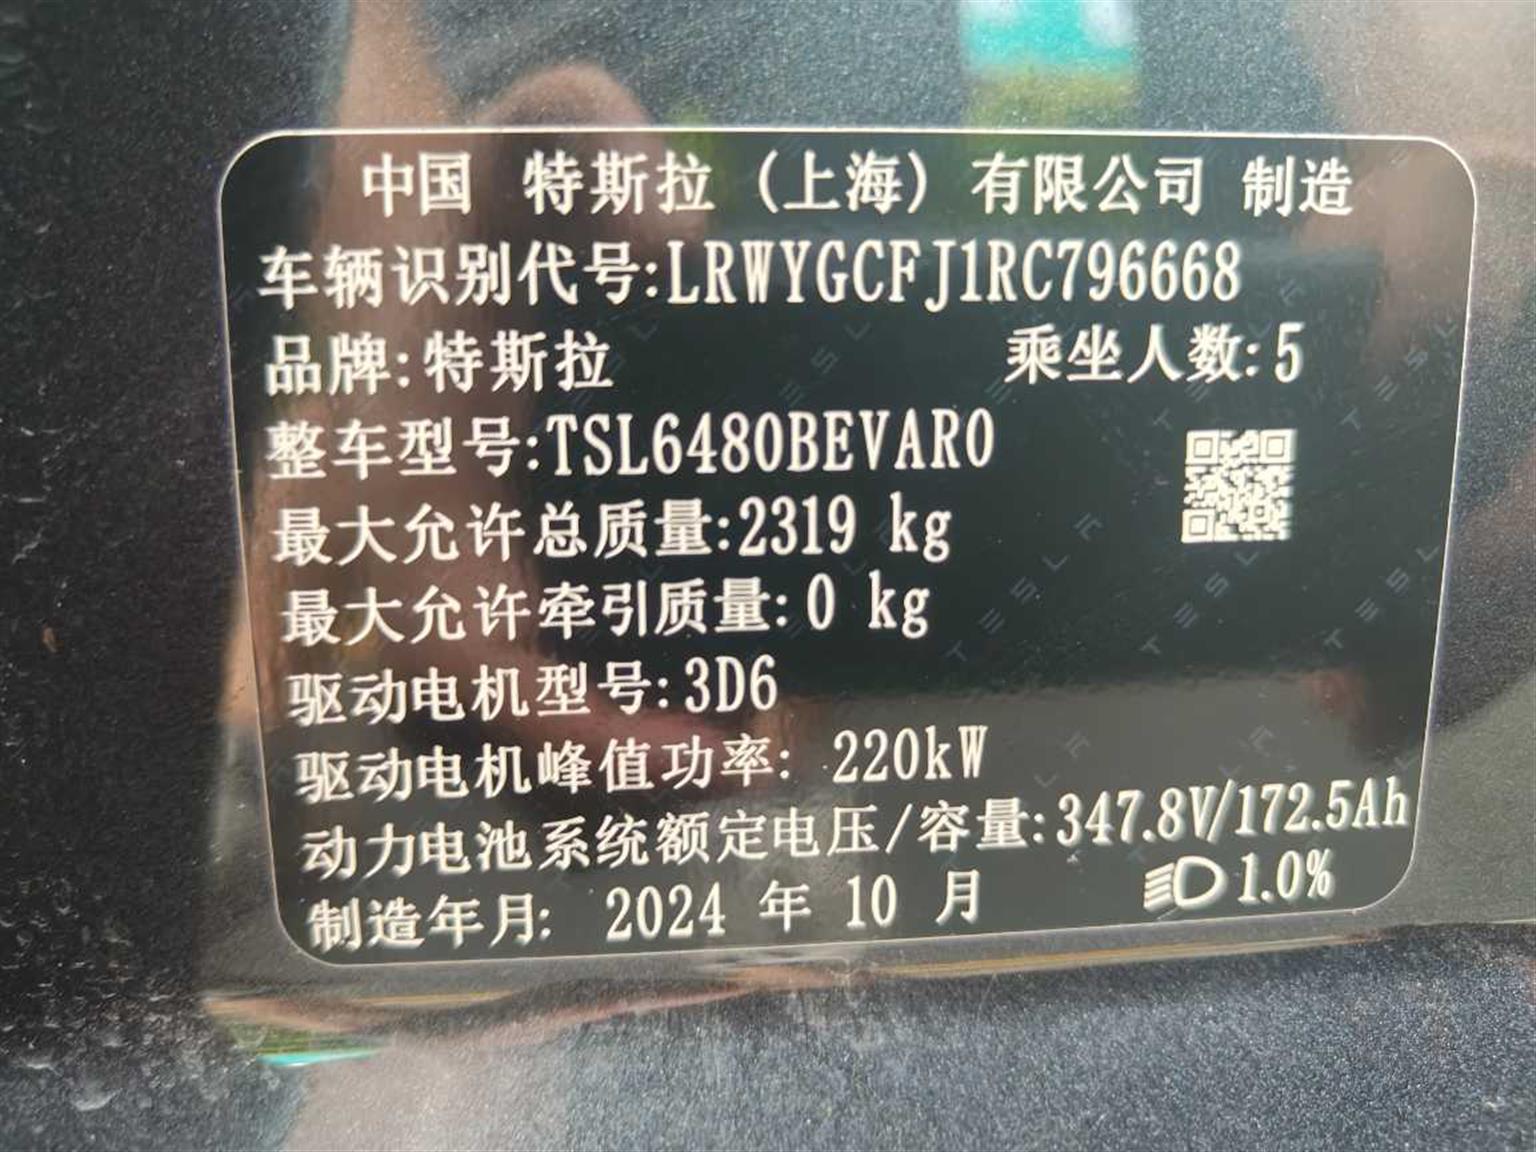 中国 特斯拉（上海）有限公司 制造
车辆识别代号:LRWYGCFJ1RC796668
品牌:特斯拉 乘坐人数:5
整车型号:TSL6480BEVAR0
最大允许总质量:2319 kg
最大允许牵引质量: 0 kg
驱动电机型号:3D6
驱动电机峰值功率: 220kW
动力电池系统额定电压/容量:347.8V/172.5Ah
制造年月: 2024 年 10 月 1.0%